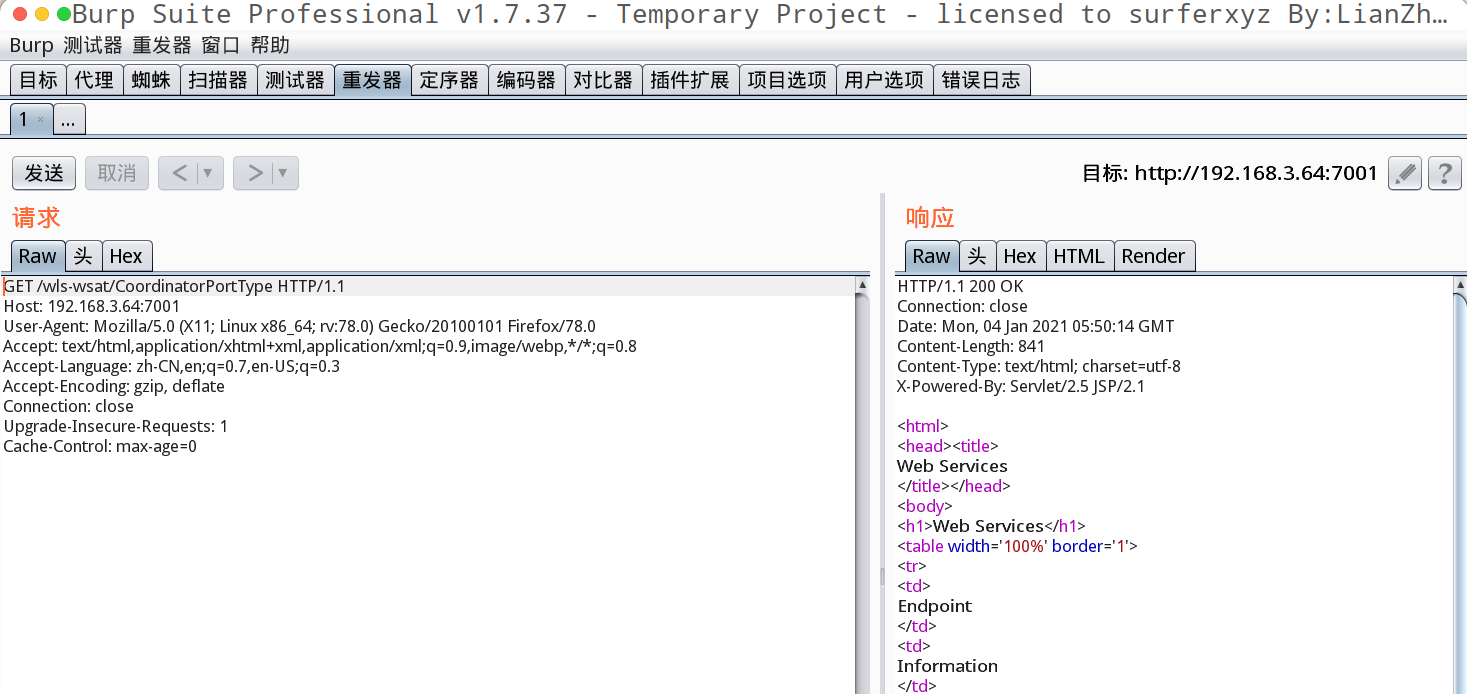 Burp Suite Professional v1.7.37 - Temporary Project - licensed to surferxyz By:LianZh…
Burp 测试器 重发器 窗口 帮助
目标 代理 蜘蛛 扫描器 测试器 重发器 定序器 编码器 对比器 插件扩展 项目选项 用户选项 错误日志
1 × ...
发送 取消 < ▼ > ▼ 目标: http://192.168.3.64:7001 ?
请求
Raw 头 Hex
GET /wls-wsat/CoordinatorPortType HTTP/1.1
Host: 192.168.3.64:7001
User-Agent: Mozilla/5.0 (X11; Linux x86_64; rv:78.0) Gecko/20100101 Firefox/78.0
Accept: text/html,application/xhtml+xml,application/xml;q=0.9,image/webp,*/*;q=0.8
Accept-Language: zh-CN,en;q=0.7,en-US;q=0.3
Accept-Encoding: gzip, deflate
Connection: close
Upgrade-Insecure-Requests: 1
Cache-Control: max-age=0
响应
Raw 头 Hex HTML Render
HTTP/1.1 200 OK
Connection: close
Date: Mon, 04 Jan 2021 05:50:14 GMT
Content-Length: 841
Content-Type: text/html; charset=utf-8
X-Powered-By: Servlet/2.5 JSP/2.1
<html>
<head><title>
Web Services
</title></head>
<body>
<h1>Web Services</h1>
<table width='100%' border='1'>
<tr>
<td>
Endpoint
</td>
<td>
Information
</td>